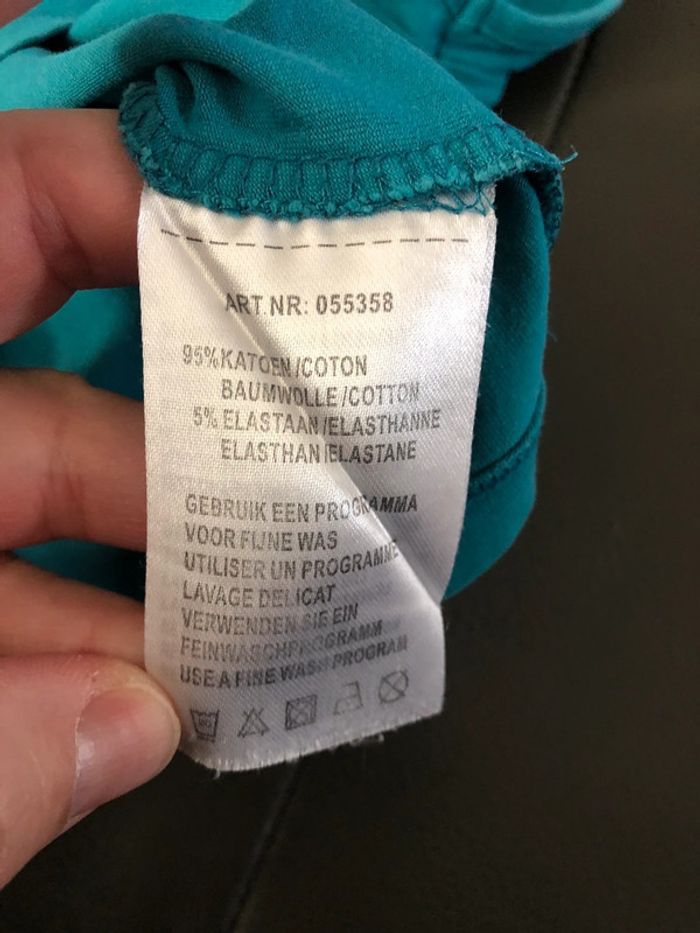 ART.NR: 055358
95%KATOEN/COTON
BAUMWOLLE/COTTON
5% ELASTAAN/ELASTHANNE
ELASTHAN/ELASTANE
GEBRUIK EEN PROGRAMMA
VOOR FIJNE WAS
UTILISER UN PROGRAMME
LAVAGE DELICAT
VERWENDEN SIE EIN
FEINWASCHPROGRAMM
USE A FINE WASH PROGRAM